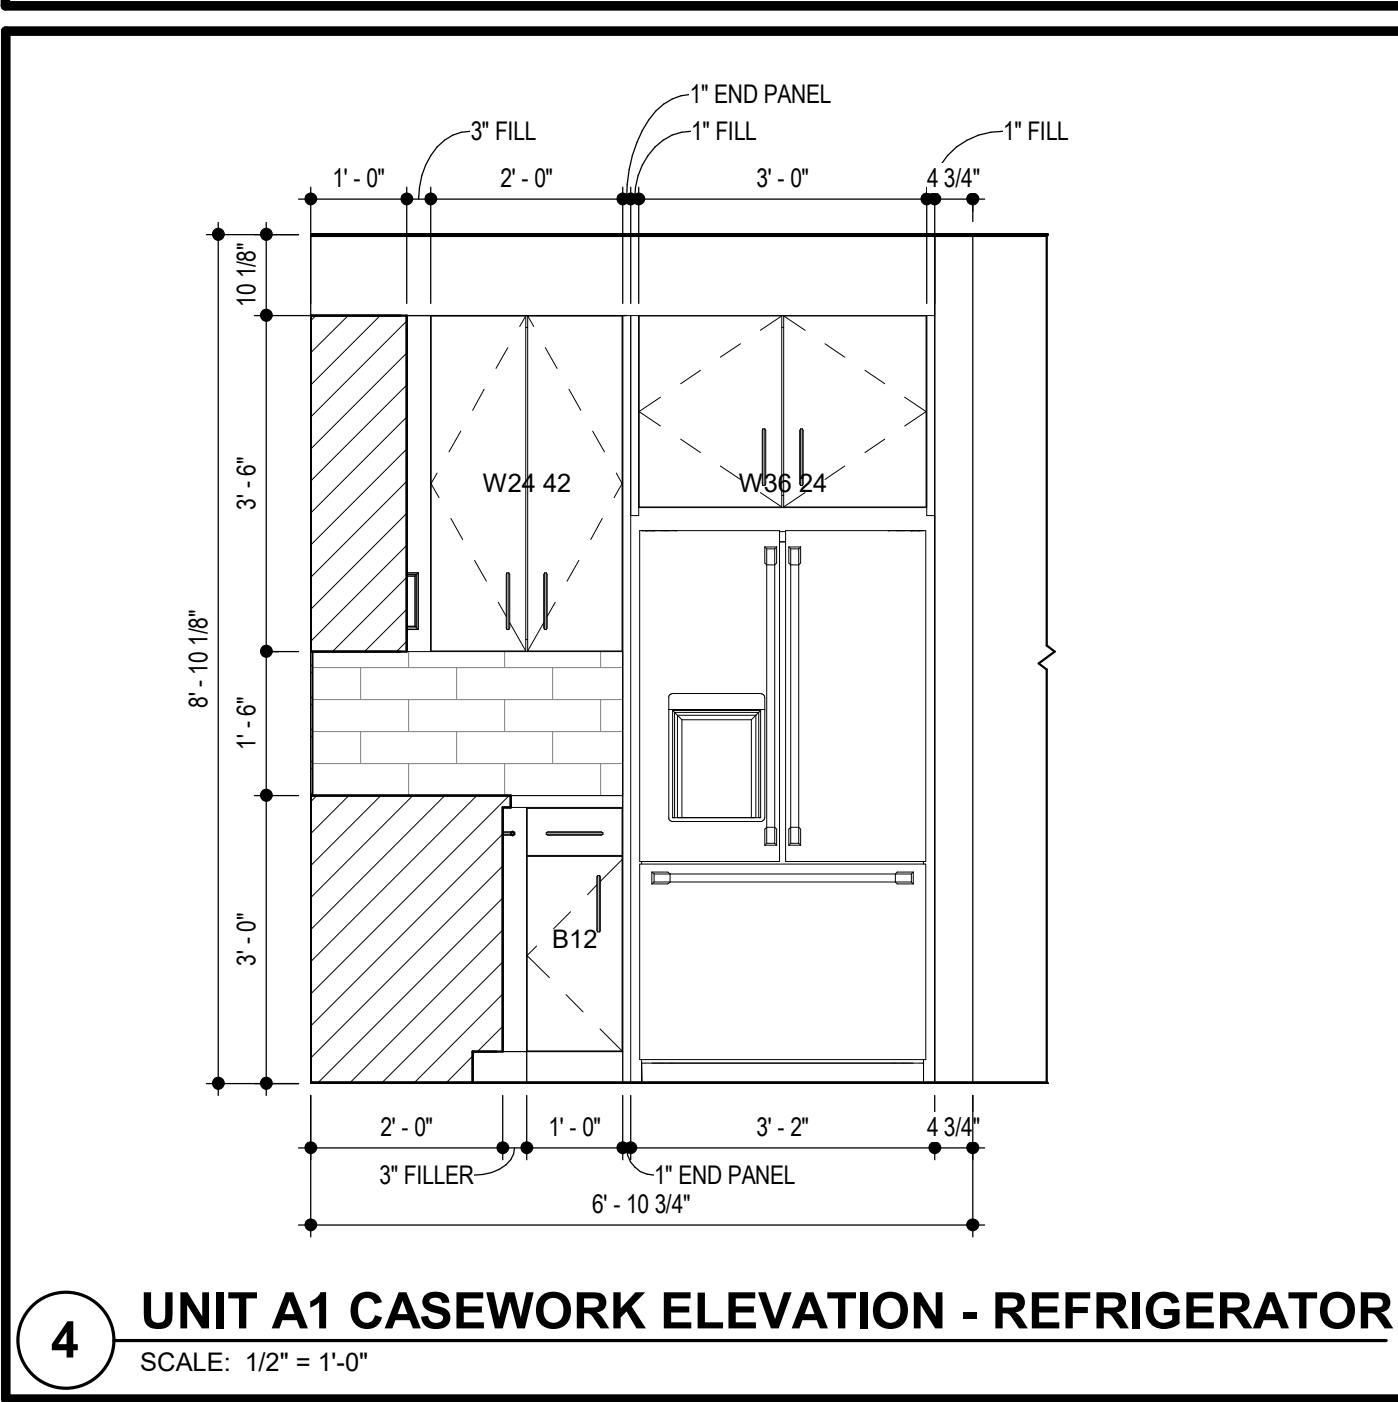 1" END PANEL
3" FILL
1" FILL
1" FILL
1' - 0"
2' - 0"
3' - 0"
4 3/4"
10 1/8"
3' - 6"
W24 42
W36 24
8' - 10 1/8"
1' - 6"
3' - 0"
B12
2' - 0"
1' - 0"
3' - 2"
4 3/4"
3" FILLER
1" END PANEL
6' - 10 3/4"
4
UNIT A1 CASEWORK ELEVATION - REFRIGERATOR
SCALE: 1/2" = 1'-0"